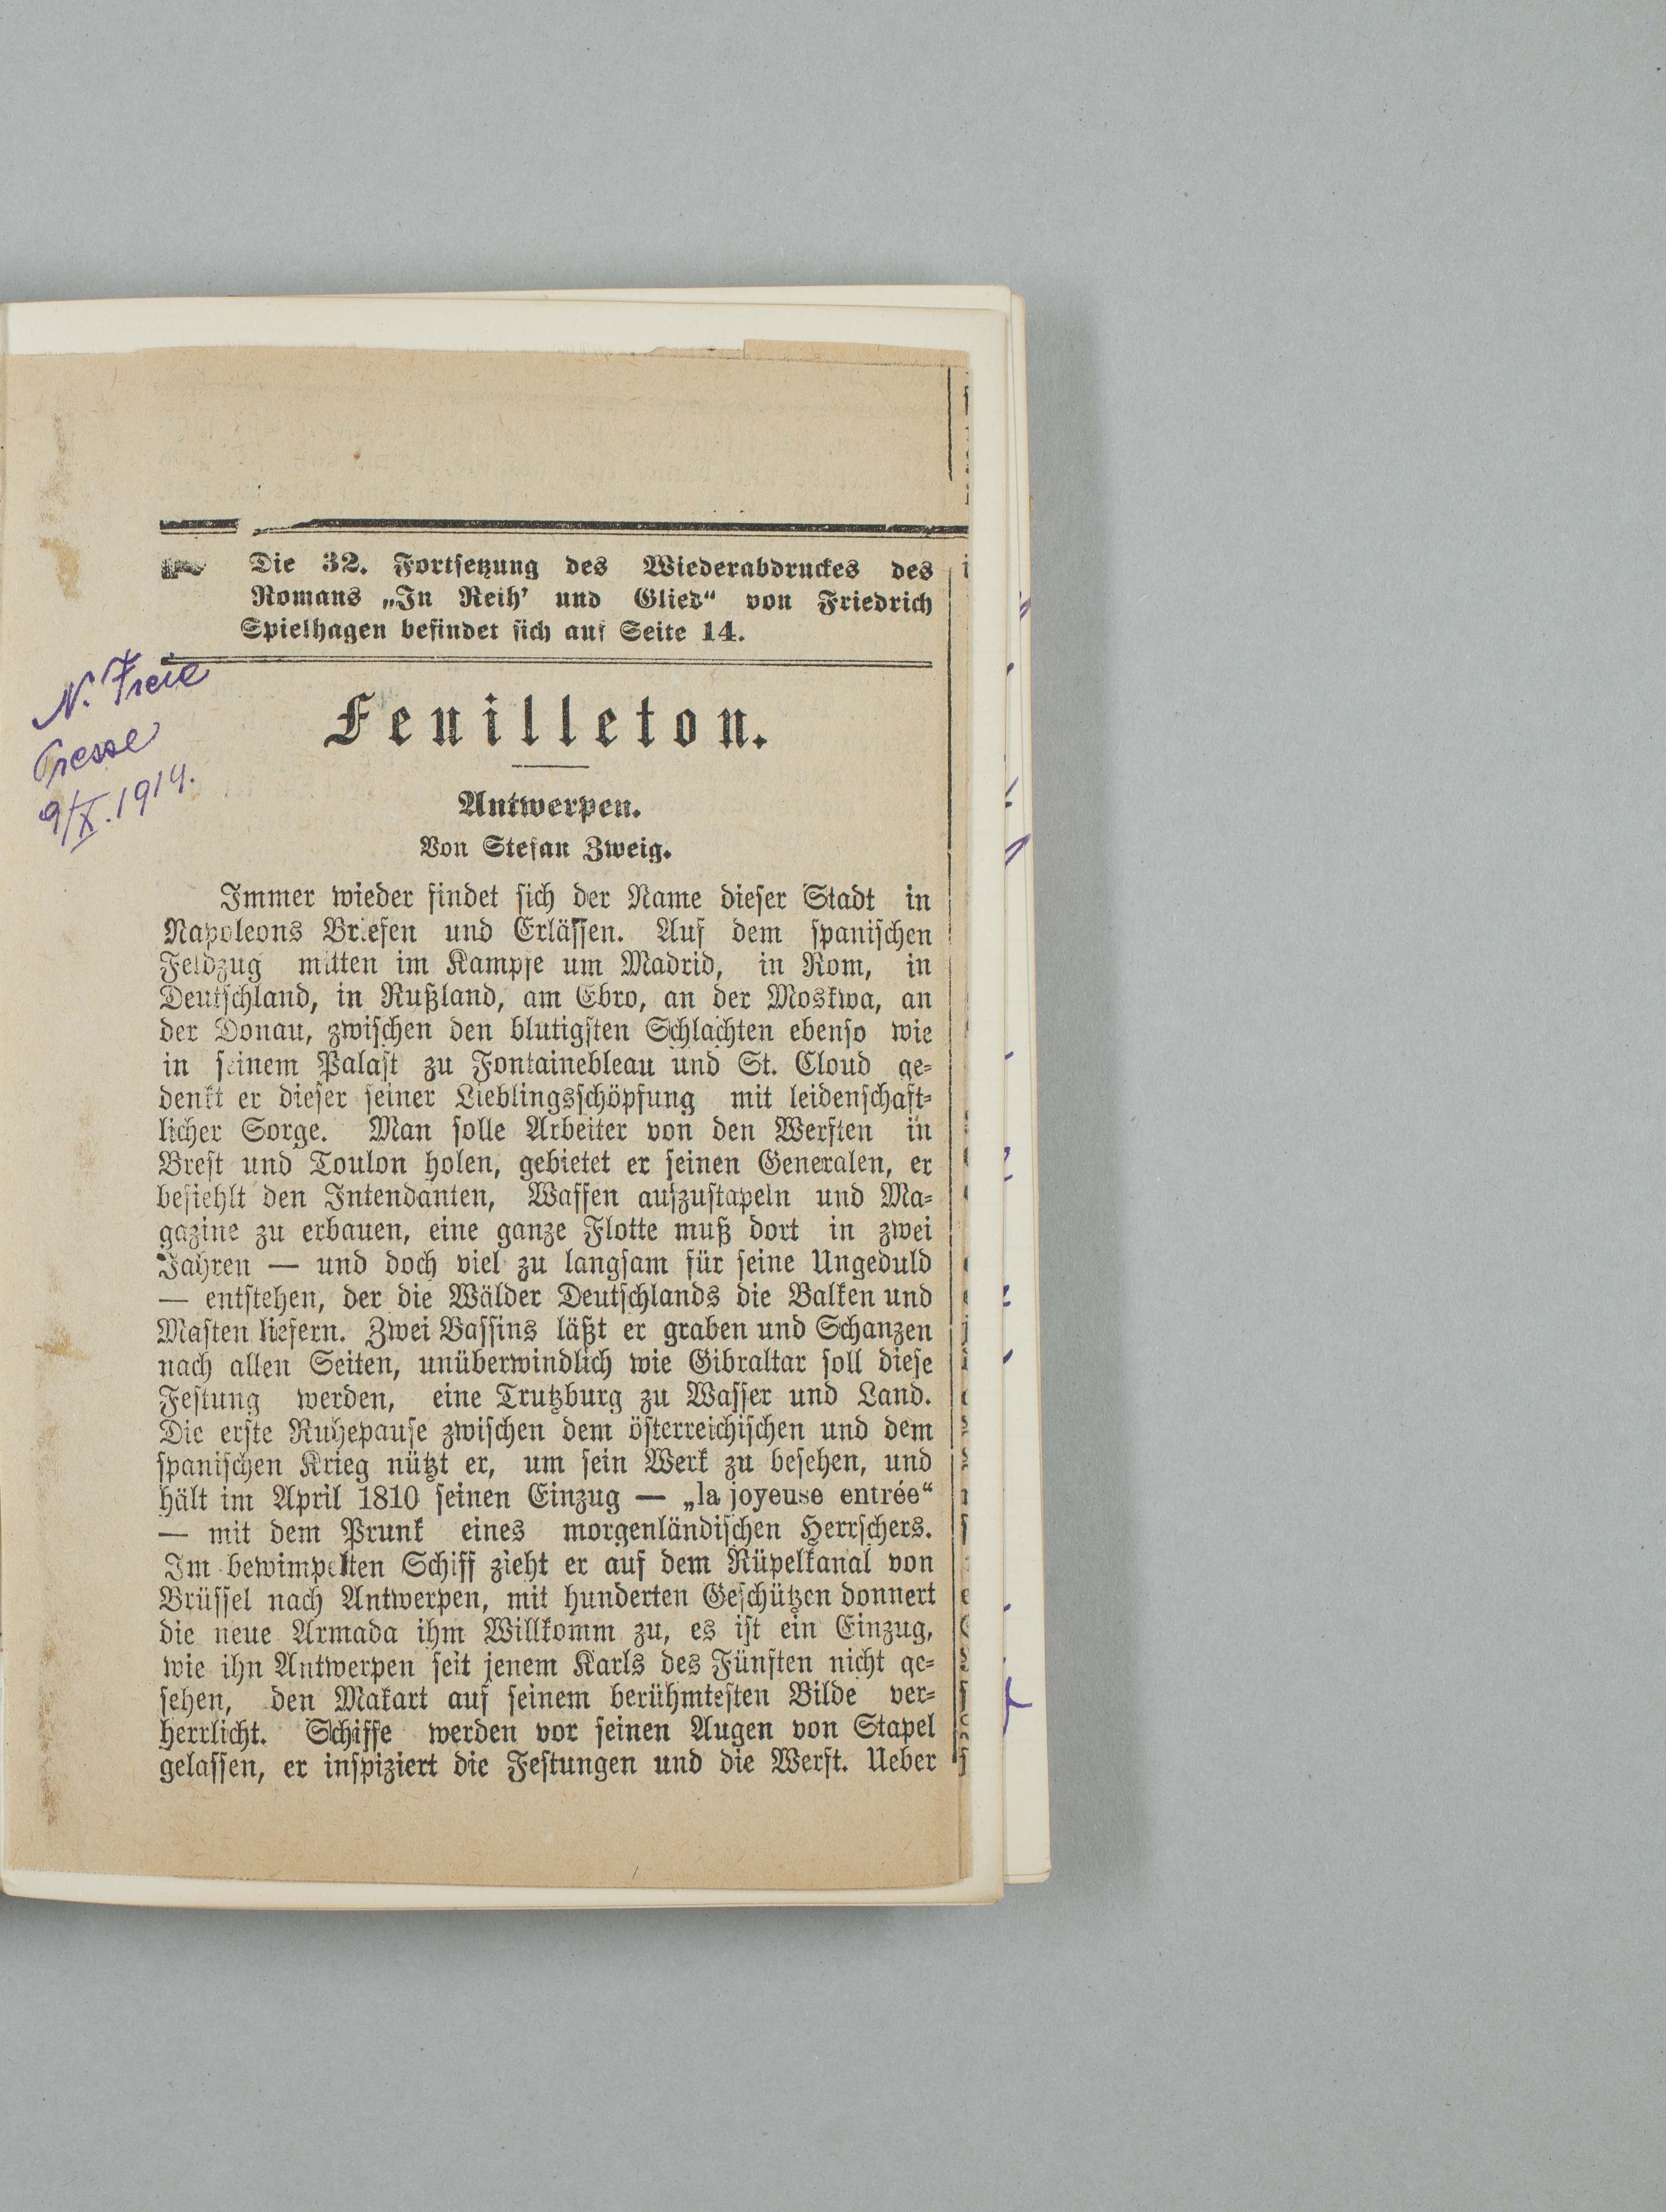 Die 32. Fortsetzung des Wiederabdruckes des
Romans „In Reih' und Glied“ von Friedrich
Spielhagen befindet sich auf Seite 14.
N. Freie
Presse
9/X. 1914.
Feuilleton.
Antwerpen.
Von Stefan Zweig.
Immer wieder findet sich der Name dieser Stadt in
Napoleons Briefen und Erlässen. Auf dem spanischen
Feldzug mitten im Kampfe um Madrid, in Rom, in
Deutschland, in Rußland, am Ebro, an der Moskwa, an
der Donau, zwischen den blutigsten Schlachten ebenso wie
in seinem Palast zu Fontainebleau und St. Cloud ge-
denkt er dieser seiner Lieblingsschöpfung mit leidenschaft-
licher Sorge. Man solle Arbeiter von den Werften in
Brest und Toulon holen, gebietet er seinen Generalen, er
befiehlt den Intendanten, Waffen aufzustapeln und Ma-
gazine zu erbauen, eine ganze Flotte muß dort in zwei
Jahren — und doch viel zu langsam für seine Ungeduld
— entstehen, der die Wälder Deutschlands die Balken und
Masten liefern. Zwei Bassins läßt er graben und Schanzen
nach allen Seiten, unüberwindlich wie Gibraltar soll diese
Festung werden, eine Trutzburg zu Wasser und Land.
Die erste Ruhepause zwischen dem österreichischen und dem
spanischen Krieg nützt er, um sein Werk zu besehen, und
hält im April 1810 seinen Einzug — „la joyeuse entrée“
— mit dem Prunk eines morgenländischen Herrschers.
Im bewimpelten Schiff zieht er auf dem Rüpelkanal von
Brüssel nach Antwerpen, mit hunderten Geschützen donnert
die neue Armada ihm Willkomm zu, es ist ein Einzug,
wie ihn Antwerpen seit jenem Karls des Fünften nicht ge-
sehen, den Makart auf seinem berühmtesten Bilde ver-
herrlicht. Schiffe werden vor seinen Augen von Stapel
gelassen, er inspiziert die Festungen und die Werft. Ueber